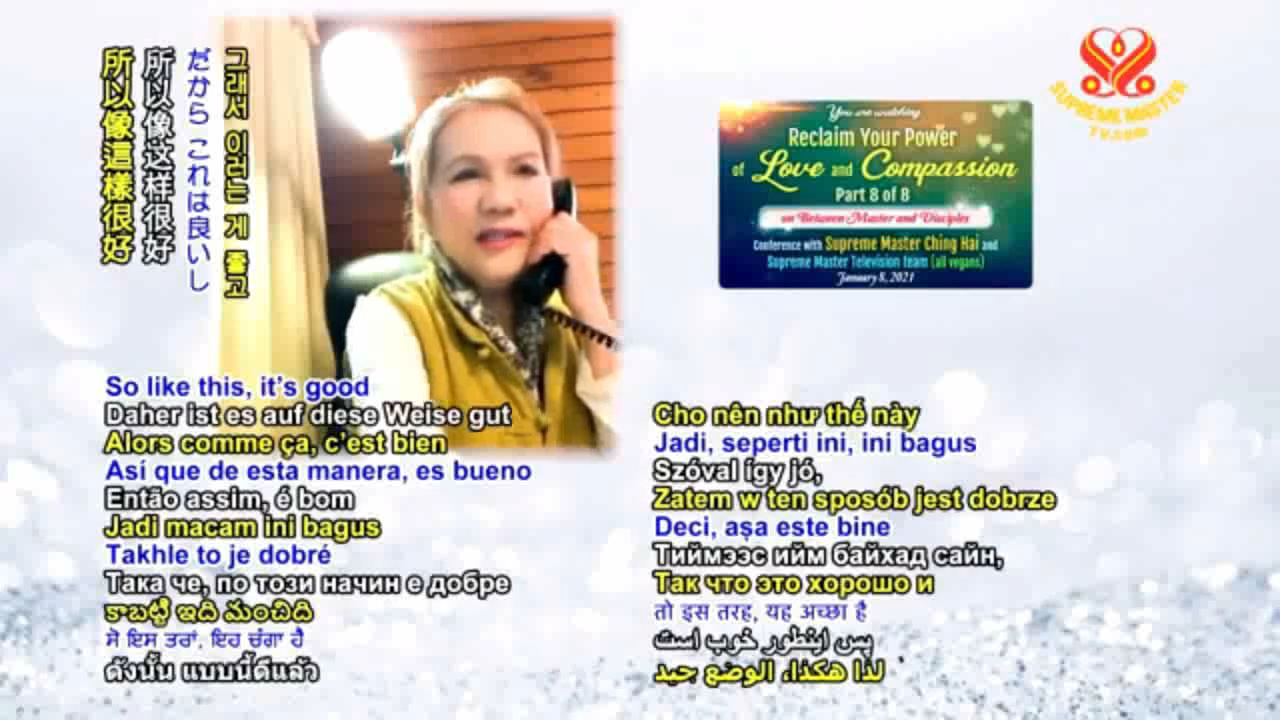 所以像這樣很好
所以像这样很好
だから これは良いし
그래서 이러는 게 좋고
SUPREME MASTER
TV.com
You are watching
Reclaim Your Power
of Love and Compassion
Part 8 of 8
on Between Master and Disciples
Conference with Supreme Master Ching Hai and
Supreme Master Television team (all vegans)
January 8, 2021
So like this, it’s good
Daher ist es auf diese Weise gut
Alors comme ça, c’est bien
Así que de esta manera, es bueno
Então assim, é bom
Jadi macam ini bagus
Takhle to je dobré
Така че, по този начин е добре
కాబట్టి ఇది మంచిది
ਸੋ ਇਸ ਤਰਾਂ, ਇਹ ਚੰਗਾ ਹੈ
ดังนั้น แบบนี้ดีแล้ว
Cho nên như thế này
Jadi, seperti ini, ini bagus
Szóval így jó,
Zatem w ten sposób jest dobrze
Deci, așa este bine
Тиймээс ийм байхад сайн,
Так что это хорошо и
तो इस तरह, यह अच्छा है
پس اینطور خوب است
لذا هكذا، الوضع جيد